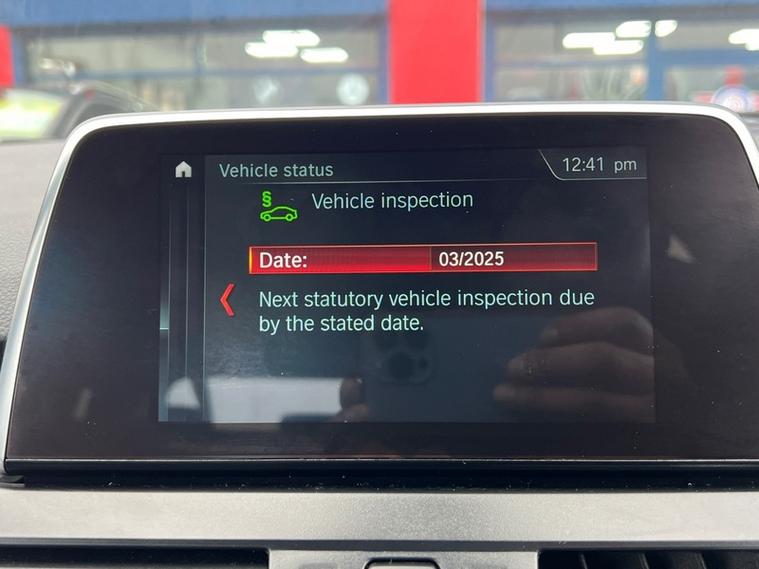 Vehicle status
12:41 pm
§
Vehicle inspection
Date: 03/2025
Next statutory vehicle inspection due
by the stated date.